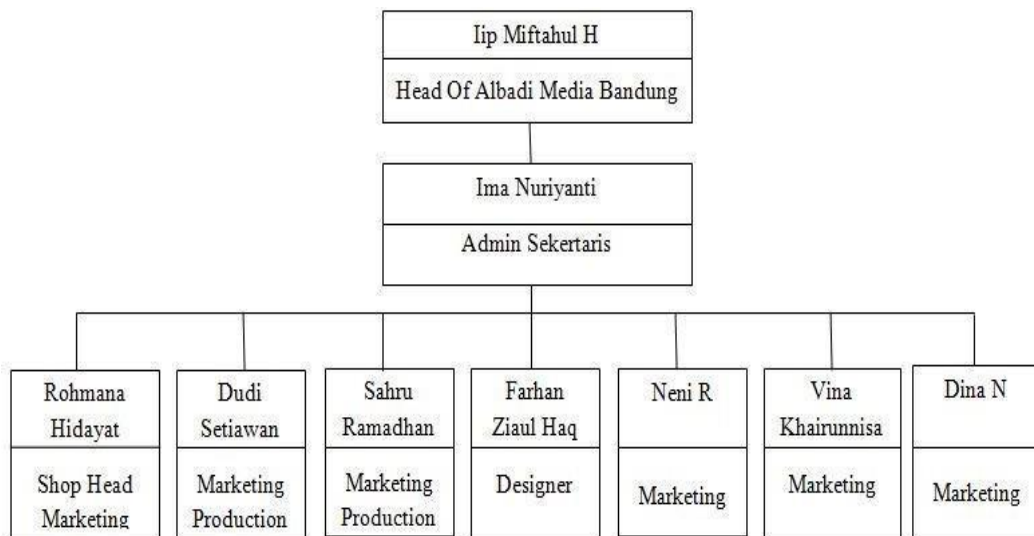 Iip Miftahul H
Head Of Albadi Media Bandung
Ima Nuriyanti
Admin Sekertaris
Rohmana
Hidayat
Shop Head
Marketing
Dudi
Setiawan
Marketing
Production
Sahru
Ramadhan
Marketing
Production
Farhan
Ziaul Haq
Designer
Neni R
Marketing
Vina
Khairunnisa
Marketing
Dina N
Marketing